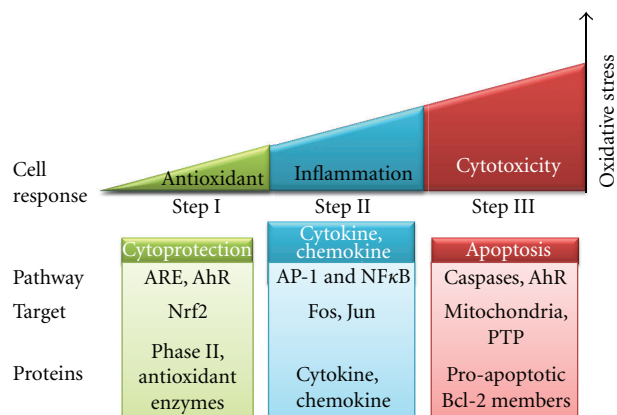 Oxidative stress
Cell
response
Antioxidant
Inflammation
Cytotoxicity
Step I
Step II
Step III
Cytoprotection
Cytokine,
chemokine
Apoptosis
Pathway
ARE, AhR
AP-1 and NFκB
Caspases, AhR
Target
Nrf2
Fos, Jun
Mitochondria,
PTP
Proteins
Phase II,
antioxidant
enzymes
Cytokine,
chemokine
Pro-apoptotic
Bcl-2 members